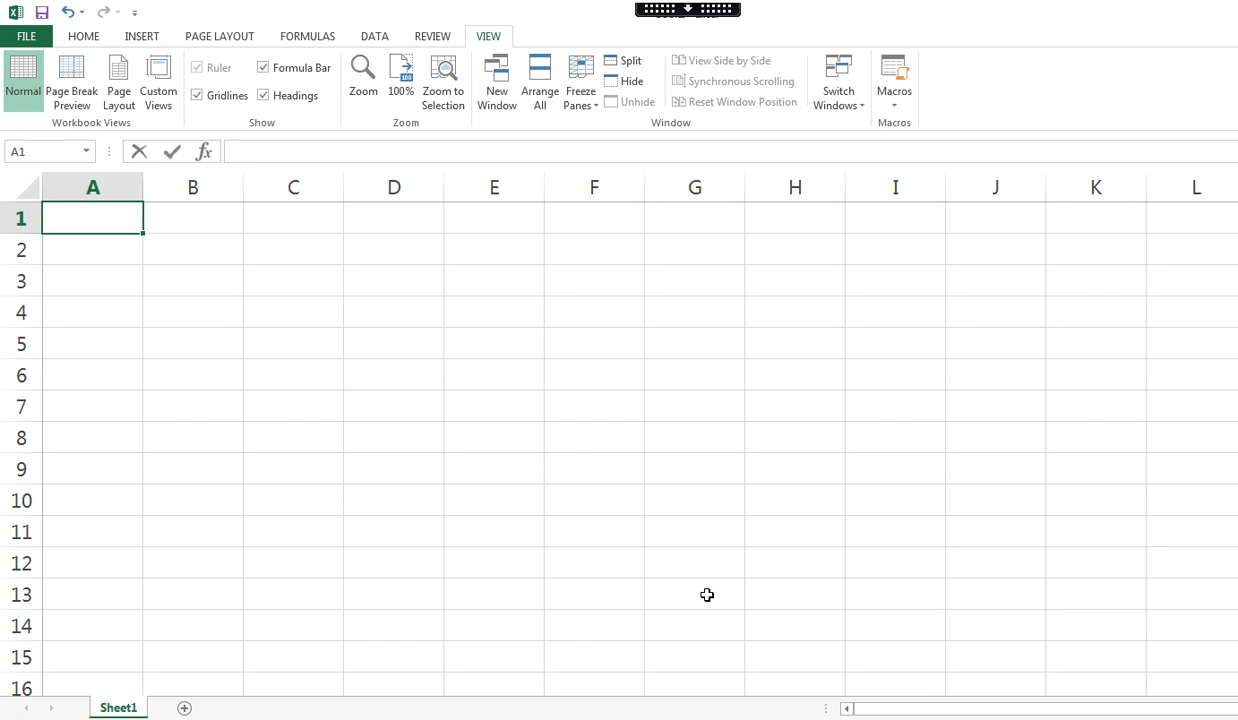 FILE HOME INSERT PAGE LAYOUT FORMULAS DATA REVIEW VIEW
Normal Page Break Preview Page Layout Custom Views
Workbook Views
Ruler Formula Bar
Gridlines Headings
Show
Zoom 100% Zoom to Selection
Zoom
New Window Arrange All Freeze Panes
Split
Hide
Unhide
View Side by Side
Synchronous Scrolling
Reset Window Position
Window
Switch Windows
Macros
Macros
A1 fx
A B C D E F G H I J K L
1
2
3
4
5
6
7
8
9
10
11
12
13
14
15
16
Sheet1